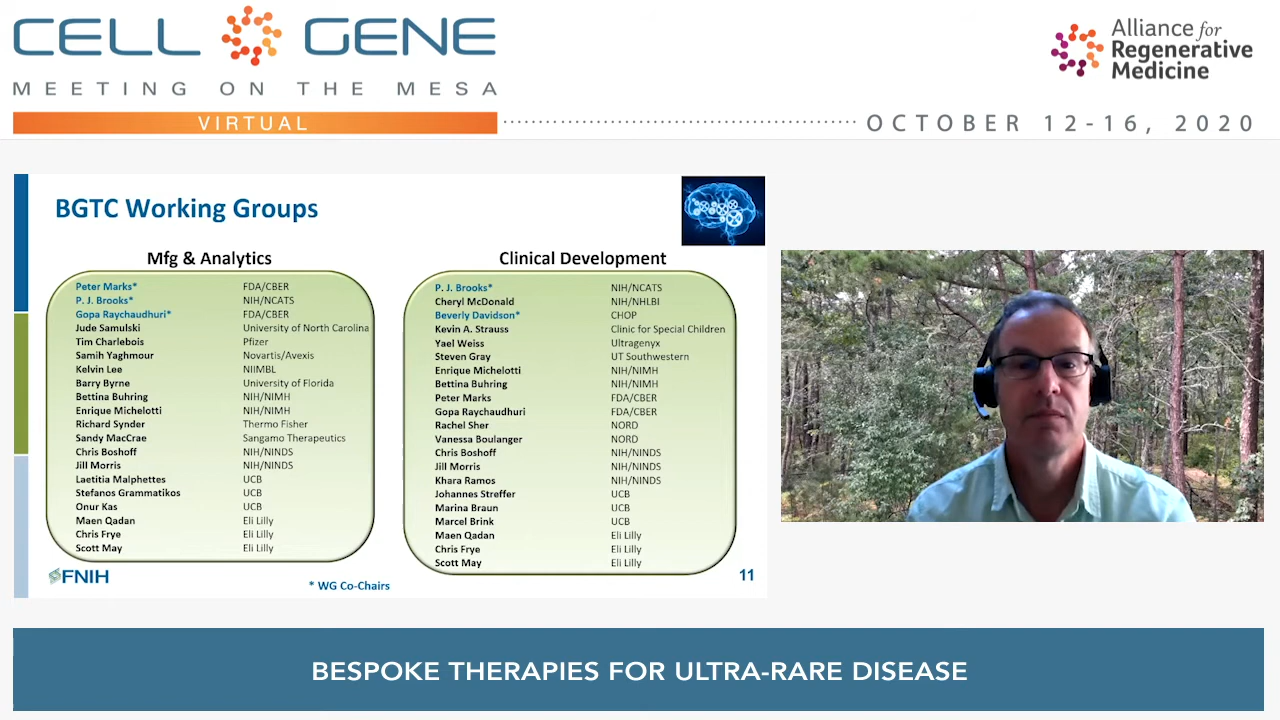 CELL GENE
MEETING ON THE MESA
VIRTUAL
Alliance for
Regenerative
Medicine
OCTOBER 12-16, 2020
BGTC Working Groups
Mfg & Analytics
Peter Marks* FDA/CBER
P. J. Brooks* NIH/NCATS
Gopa Raychaudhuri* FDA/CBER
Jude Samulski University of North Carolina
Tim Charlebois Pfizer
Samih Yaghmour Novartis/Avexis
Kelvin Lee NIIMBL
Barry Byrne University of Florida
Bettina Buhring NIH/NIMH
Enrique Michelotti NIH/NIMH
Richard Synder Thermo Fisher
Sandy MacCrae Sangamo Therapeutics
Chris Boshoff NIH/NINDS
Jill Morris NIH/NINDS
Laetitia Malphettes UCB
Stefanos Grammatikos UCB
Onur Kas UCB
Maen Qadan Eli Lilly
Chris Frye Eli Lilly
Scott May Eli Lilly
Clinical Development
P. J. Brooks* NIH/NCATS
Cheryl McDonald NIH/NHLBI
Beverly Davidson* CHOP
Kevin A. Strauss Clinic for Special Children
Yael Weiss Ultragenyx
Steven Gray UT Southwestern
Enrique Michelotti NIH/NIMH
Bettina Buhring NIH/NIMH
Peter Marks FDA/CBER
Gopa Raychaudhuri FDA/CBER
Rachel Sher NORD
Vanessa Boulanger NORD
Chris Boshoff NIH/NINDS
Jill Morris NIH/NINDS
Khara Ramos NIH/NINDS
Johannes Streffer UCB
Marina Braun UCB
Marcel Brink UCB
Maen Qadan Eli Lilly
Chris Frye Eli Lilly
Scott May Eli Lilly
FNIH
* WG Co-Chairs
11
BESPOKE THERAPIES FOR ULTRA-RARE DISEASE